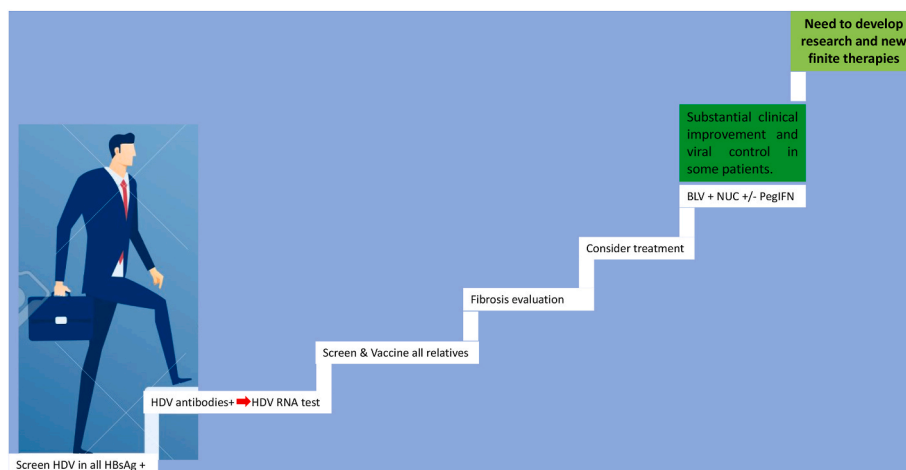 Need to develop
research and new
finite therapies
Substantial clinical
improvement and
viral control in
some patients.
BLV + NUC +/- PegIFN
Consider treatment
Fibrosis evaluation
Screen & Vaccine all relatives
HDV antibodies+ HDV RNA test
Screen HDV in all HBsAg +